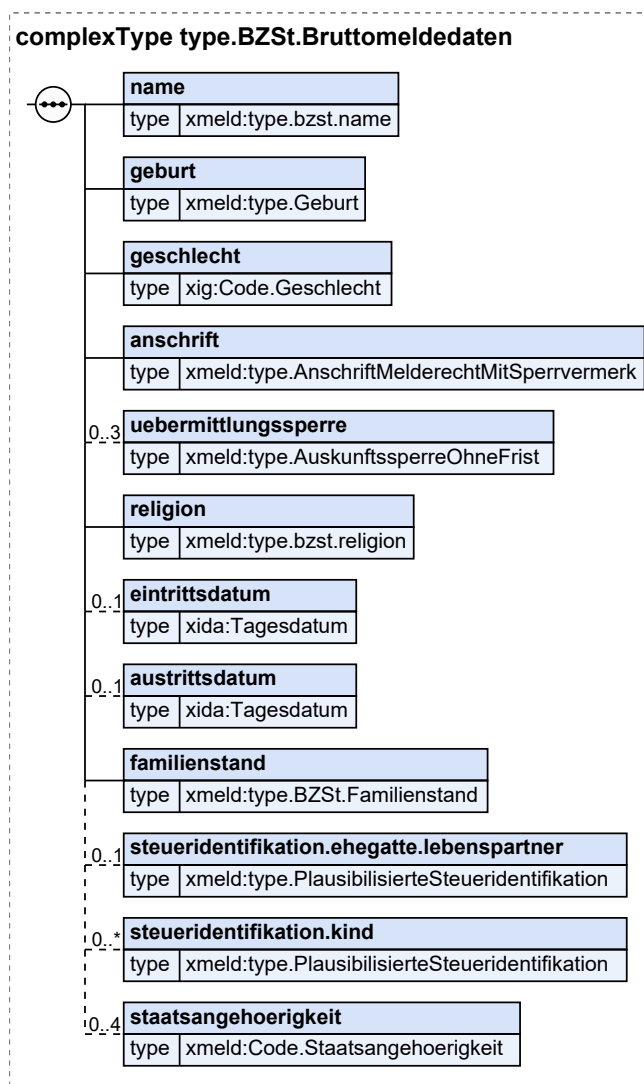 complexType type.BZSt.Bruttomeldedaten
name
type xmeld:type.bzst.name
geburt
type xmeld:type.Geburt
geschlecht
type xig:Code.Geschlecht
anschrift
type xmeld:type.AnschriftMelderechtMitSperrvermerk
0..3 uebermittlungssperre
type xmeld:type.AuskunftssperreOhneFrist
religion
type xmeld:type.bzst.religion
0..1 eintrittsdatum
type xida:Tagesdatum
0..1 austrittsdatum
type xida:Tagesdatum
familienstand
type xmeld:type.BZSt.Familienstand
0..1 steueridentifikation.ehegatte.lebenspartner
type xmeld:type.PlausibilisierteSteueridentifikation
0..* steueridentifikation.kind
type xmeld:type.PlausibilisierteSteueridentifikation
0..4 staatsangehoerigkeit
type xmeld:Code.Staatsangehoerigkeit